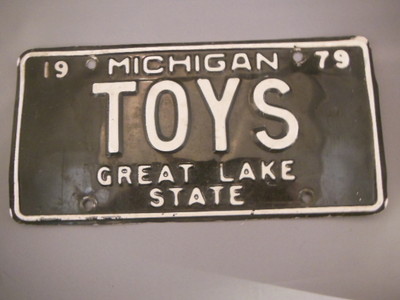 19 MICHIGAN 79
TOYS
GREAT LAKE
STATE